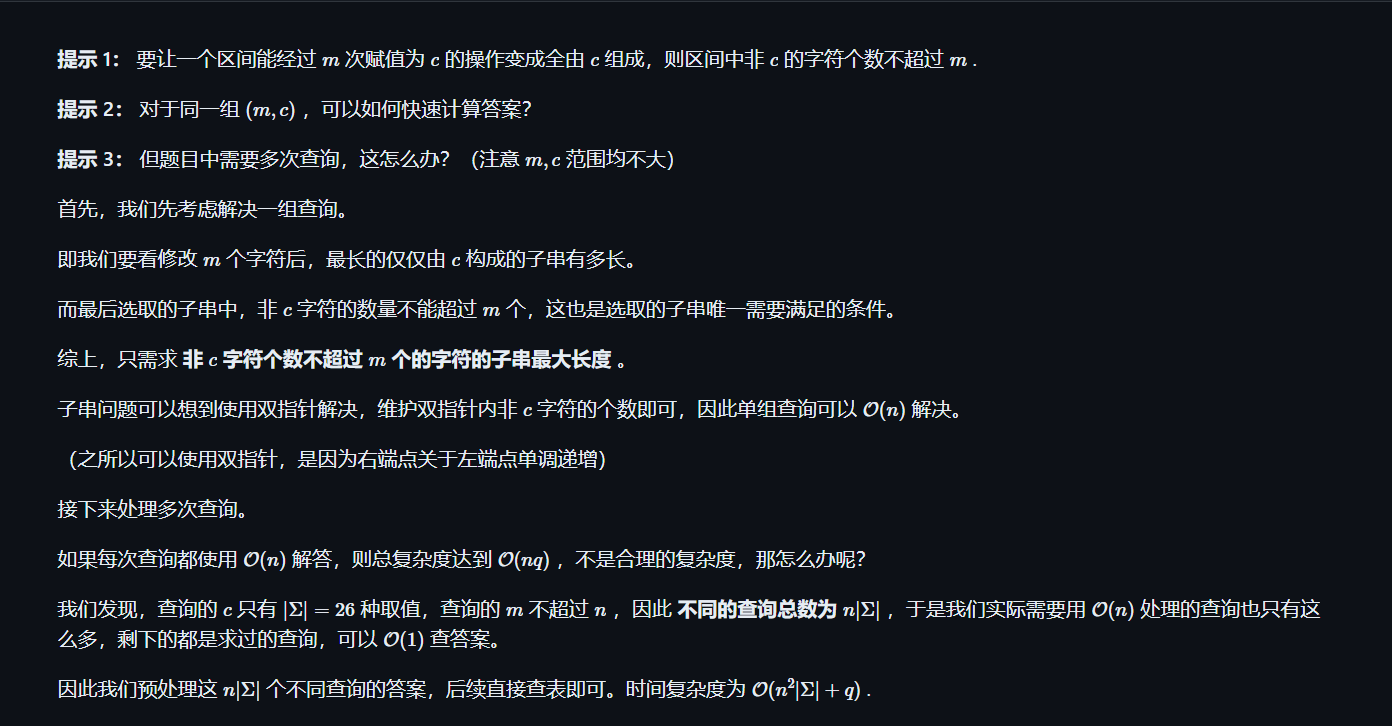 提示 1： 要让一个区间能经过 m 次赋值为 c 的操作变成全由 c 组成，则区间中非 c 的字符个数不超过 m .
提示 2： 对于同一组 (m, c) ，可以如何快速计算答案？
提示 3： 但题目中需要多次查询，这怎么办？ （注意 m, c 范围均不大）
首先，我们先考虑解决一组查询。
即我们要看修改 m 个字符后，最长的仅仅由 c 构成的子串有多长。
而最后选取的子串中，非 c 字符的数量不能超过 m 个，这也是选取的子串唯一需要满足的条件。
综上，只需求 非 c 字符个数不超过 m 个的字符的子串最大长度 。
子串问题可以想到使用双指针解决，维护双指针内非 c 字符的个数即可，因此单组查询可以 𝒪(n) 解决。
（之所以可以使用双指针，是因为右端点关于左端点单调递增）
接下来处理多次查询。
如果每次查询都使用 𝒪(n) 解答，则总复杂度达到 𝒪(nq) ，不是合理的复杂度，那怎么办呢？
我们发现，查询的 c 只有 |Σ| = 26 种取值，查询的 m 不超过 n ，因此 不同的查询总数为 n|Σ| ，于是我们实际需要用 𝒪(n) 处理的查询也只有这
么多，剩下的都是求过的查询，可以 𝒪(1) 查答案。
因此我们预处理这 n|Σ| 个不同查询的答案，后续直接查表即可。时间复杂度为 𝒪(n²|Σ| + q) .